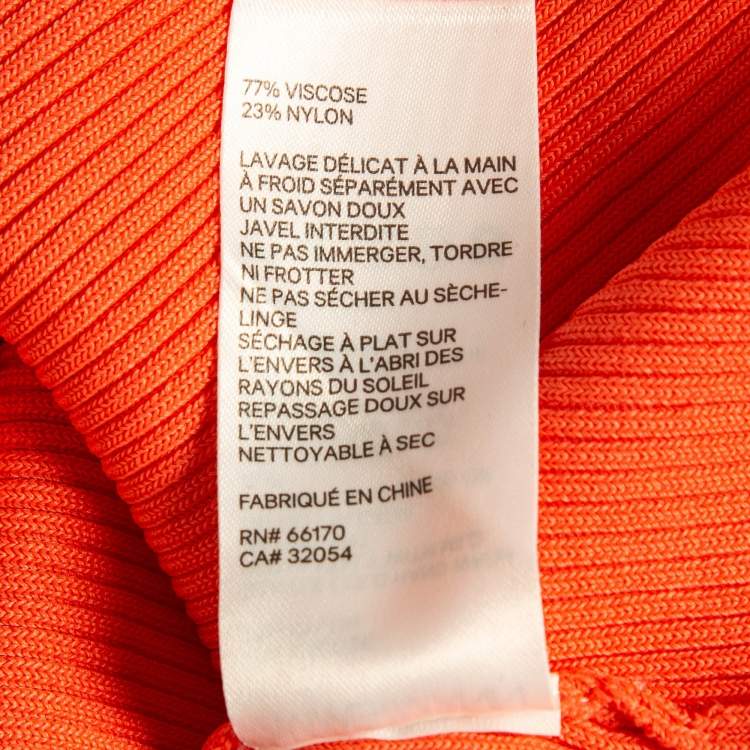 77% VISCOSE
23% NYLON
LAVAGE DÉLICAT À LA MAIN
À FROID SÉPARÉMENT AVEC
UN SAVON DOUX
JAVEL INTERDITE
NE PAS IMMERGER, TORDRE
NI FROTTER
NE PAS SÉCHER AU SÈCHE-
LINGE
SÉCHAGE À PLAT SUR
L'ENVERS À L'ABRI DES
RAYONS DU SOLEIL
REPASSAGE DOUX SUR
L'ENVERS
NETTOYABLE À SEC
FABRIQUÉ EN CHINE
RN# 66170
CA# 32054